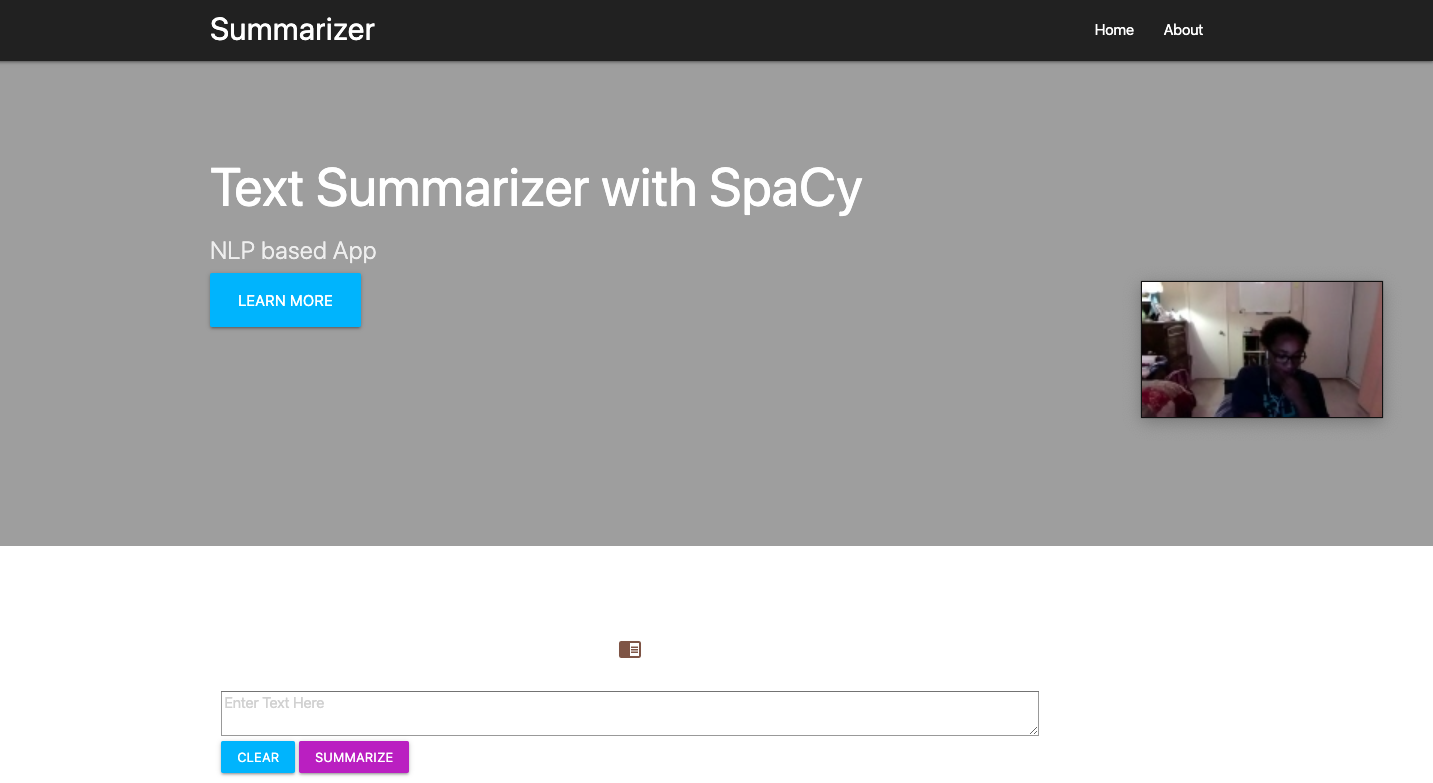 Summarizer
Home About
Text Summarizer with SpaCy
NLP based App
LEARN MORE
Enter Text Here
CLEAR SUMMARIZE